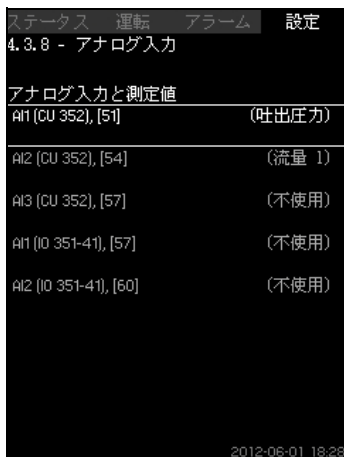 ステータス 運転 アラーム 設定
4.3.8 - アナログ入力
アナログ入力と測定値
AI1 (CU 352), [51] (吐出圧力)
AI2 (CU 352), [54] (流量 1)
AI3 (CU 352), [57] (不使用)
AI1 (IO 351-41), [57] (不使用)
AI2 (IO 351-41), [60] (不使用)
2012-06-01 18:28